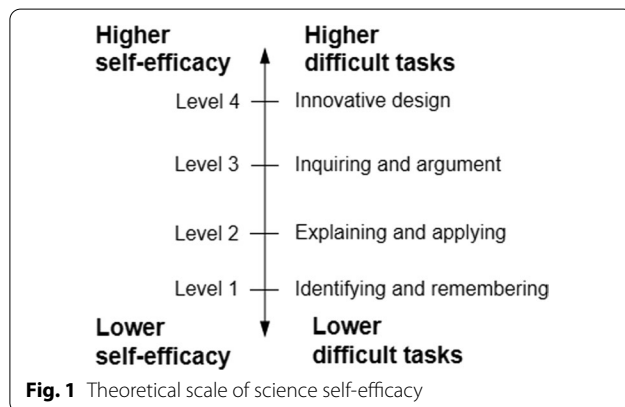 Higher self-efficacy
Higher difficult tasks
Level 4 Innovative design
Level 3 Inquiring and argument
Level 2 Explaining and applying
Level 1 Identifying and remembering
Lower self-efficacy
Lower difficult tasks
Fig. 1 Theoretical scale of science self-efficacy